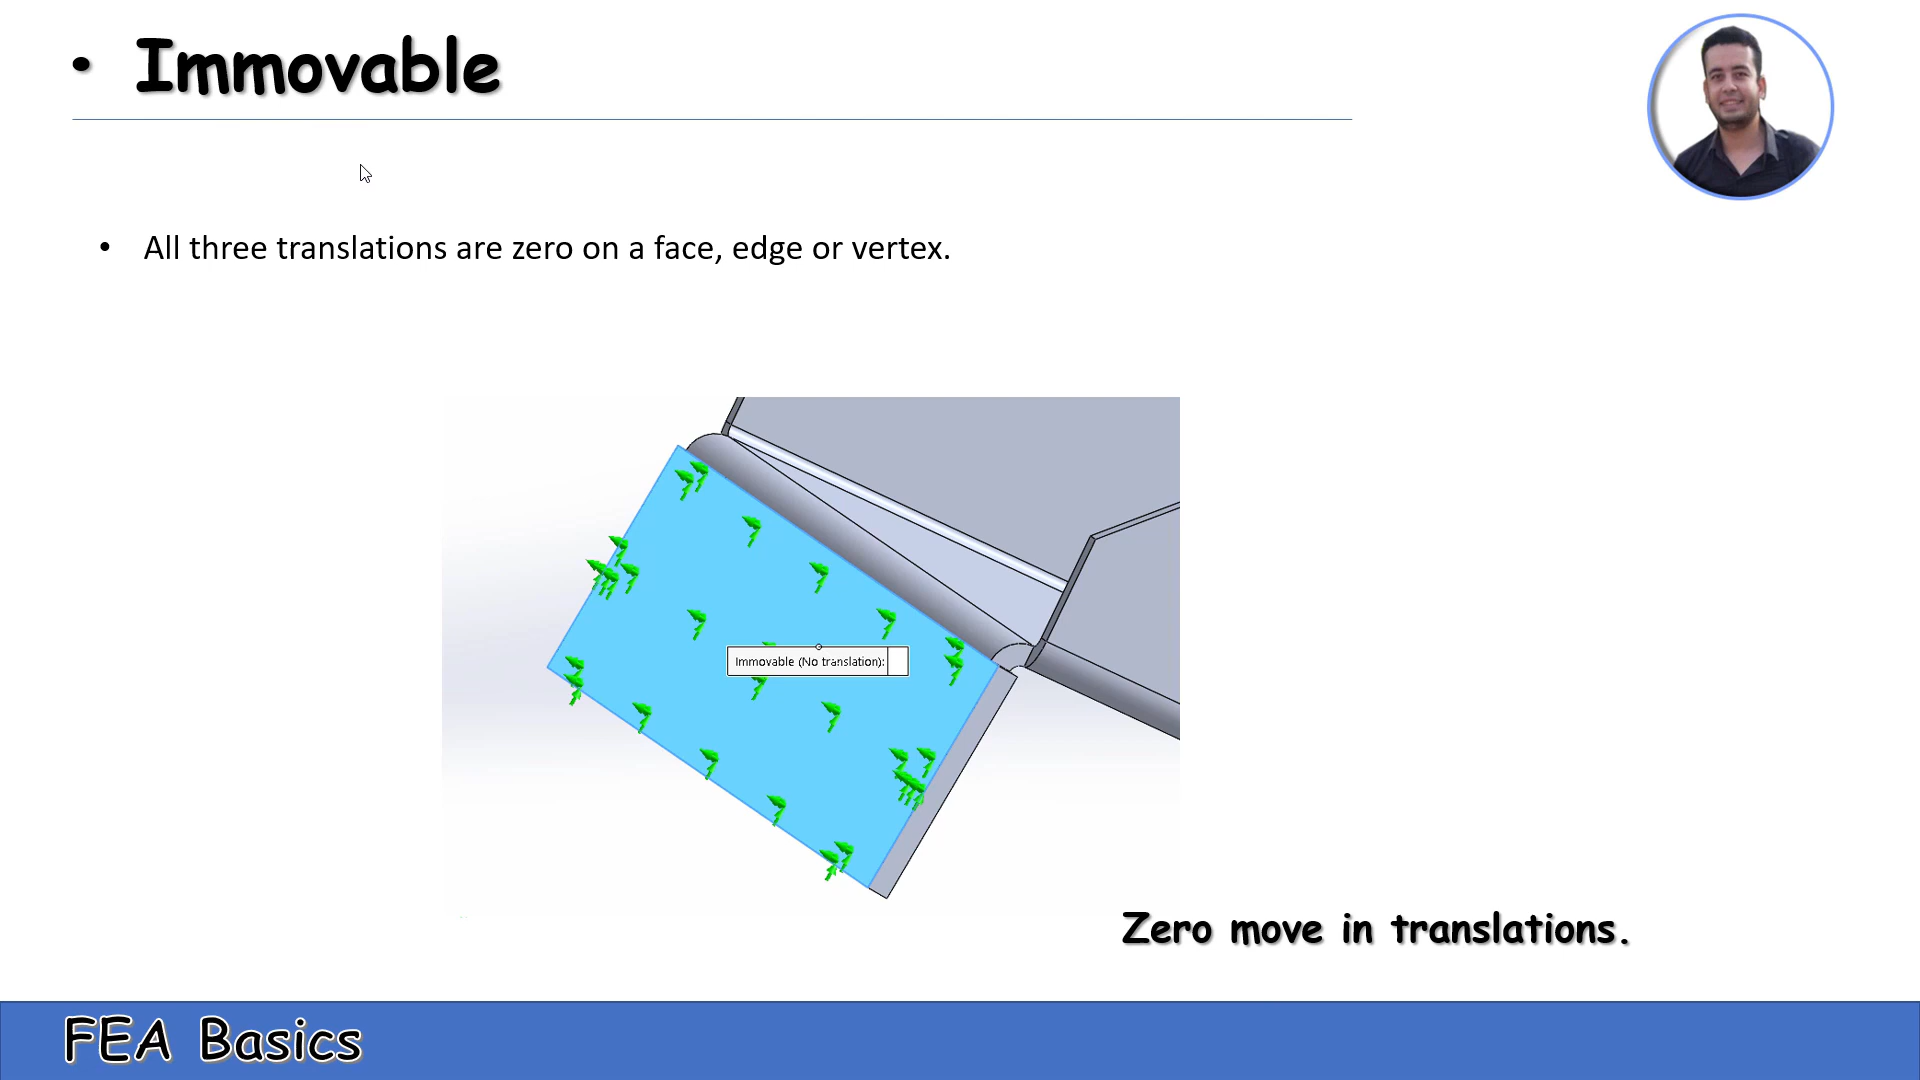 • Immovable
• All three translations are zero on a face, edge or vertex.
Immovable (No translation):
Zero move in translations.
FEA Basics